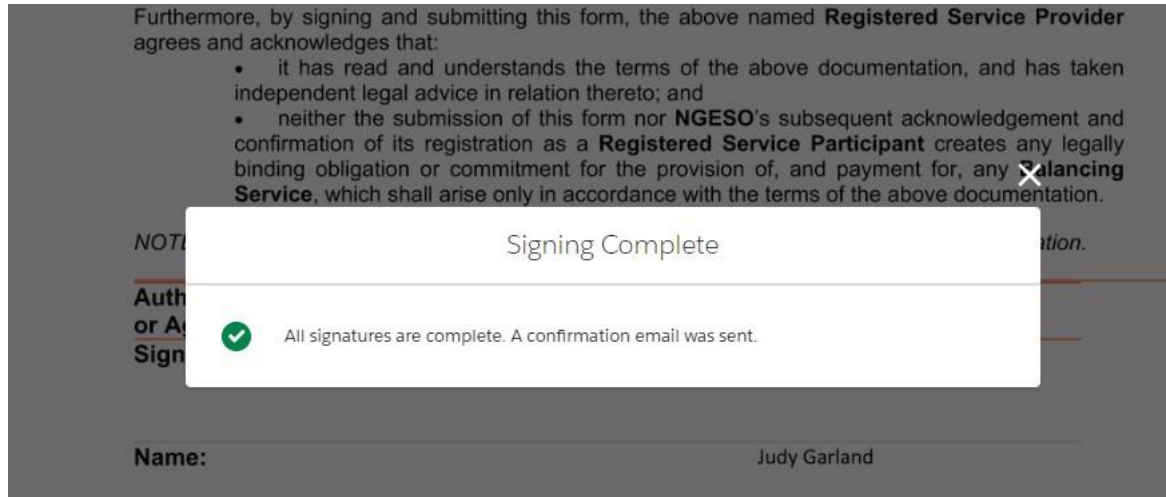 Furthermore, by signing and submitting this form, the above named Registered Service Provider
agrees and acknowledges that:
• it has read and understands the terms of the above documentation, and has taken
independent legal advice in relation thereto; and
• neither the submission of this form nor NGESO's subsequent acknowledgement and
confirmation of its registration as a Registered Service Participant creates any legally
binding obligation or commitment for the provision of, and payment for, any Balancing
Service, which shall arise only in accordance with the terms of the above documentation.
Signing Complete
All signatures are complete. A confirmation email was sent.
Name: Judy Garland